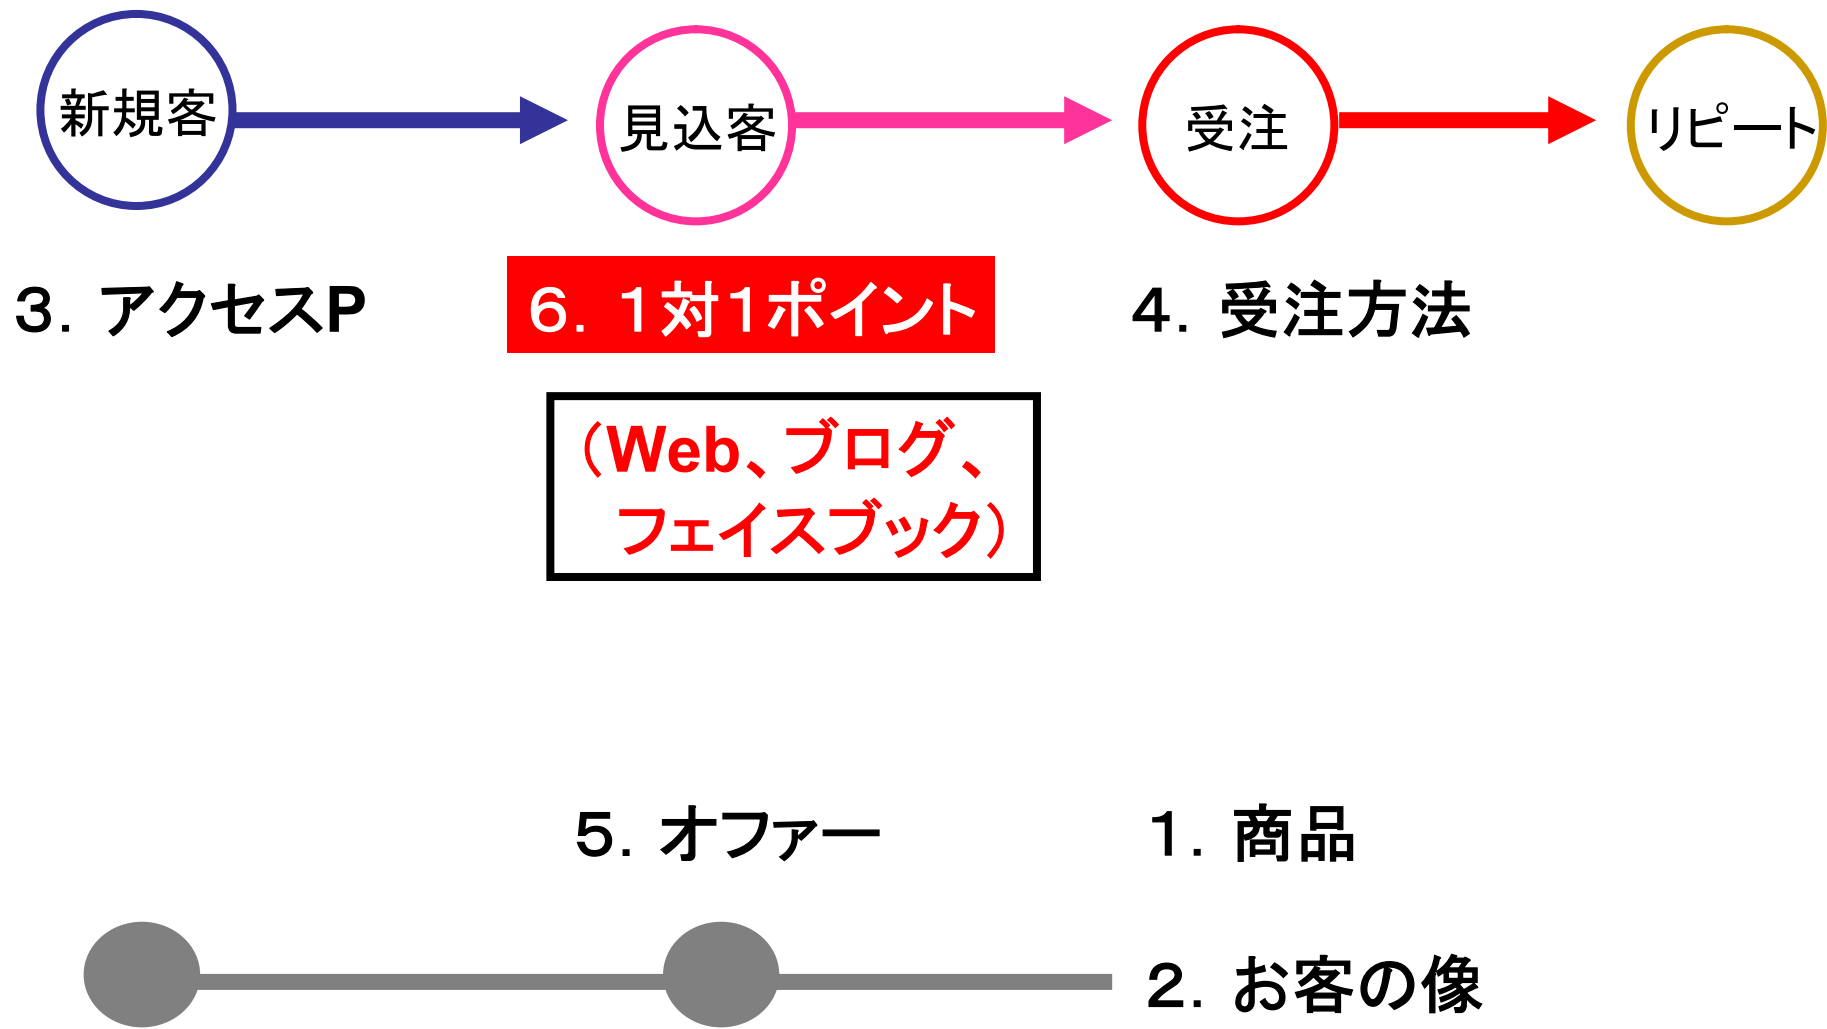 新規客
見込客
受注
リピート
３．アクセスP
６．１対１ポイント
４．受注方法
（Web、ブログ、
フェイスブック）
５．オファー
１．商品
２．お客の像